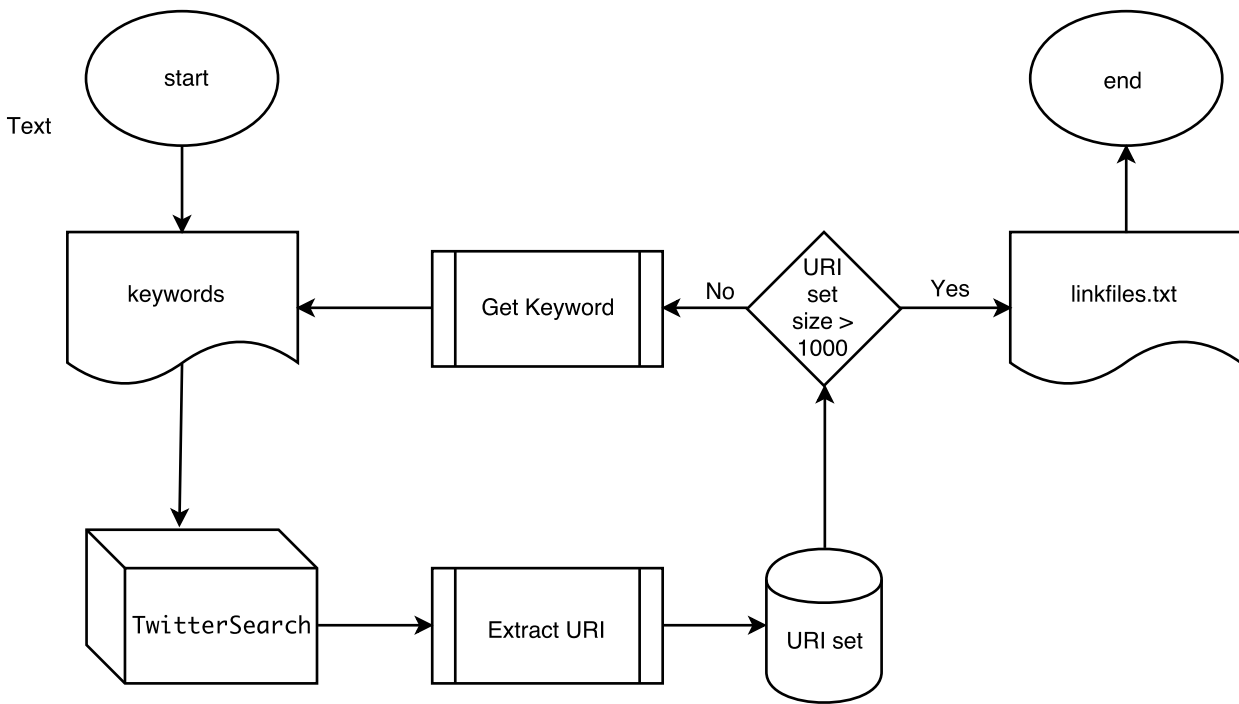 start
end
Text
keywords
Get Keyword
No
URI
set
size >
1000
Yes
linkfiles.txt
TwitterSearch
Extract URI
URI set